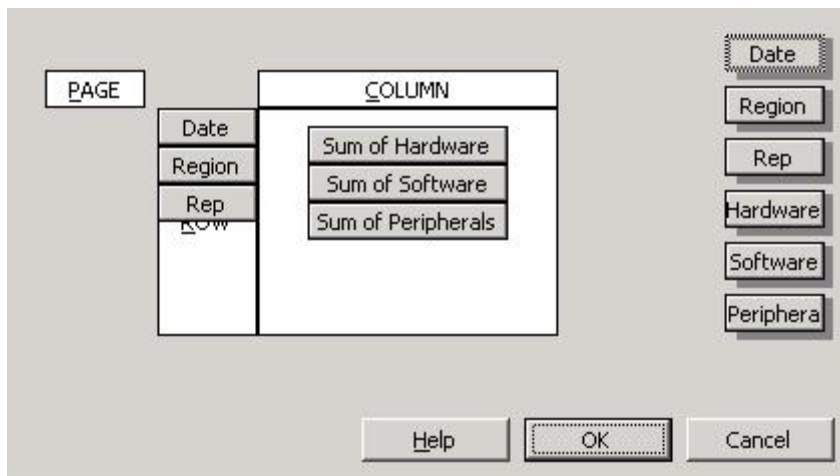 Date
PAGE
COLUMN
Region
Date
Sum of Hardware
Rep
Region
Sum of Software
Rep
Hardware
ROW
Sum of Peripherals
Software
Periphera
Help
OK
Cancel